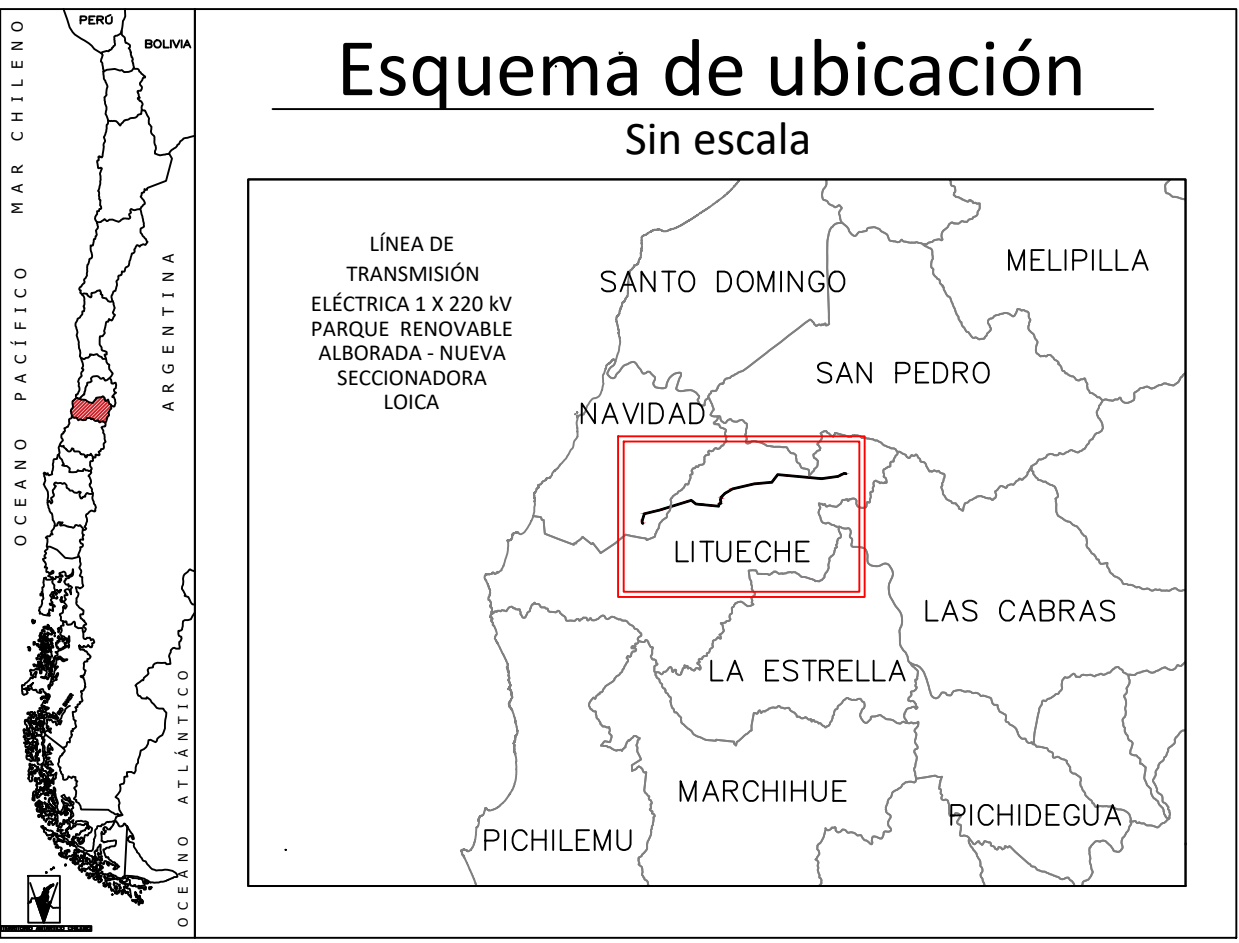 PERÚ
BOLIVIA
OCEANO PACÍFICO MAR CHILENO
ARGENTINA
OCEANO ATLÁNTICO
Esquema de ubicación
Sin escala
LÍNEA DE
TRANSMISIÓN
ELÉCTRICA 1 X 220 kV
PARQUE RENOVABLE
ALBORADA - NUEVA
SECCIONADORA
LOICA
SANTO DOMINGO
MELIPILLA
SAN PEDRO
NAVIDAD
LITUECHE
LAS CABRAS
LA ESTRELLA
MARCHIHUE
PICHIDEGUA
PICHILEMU